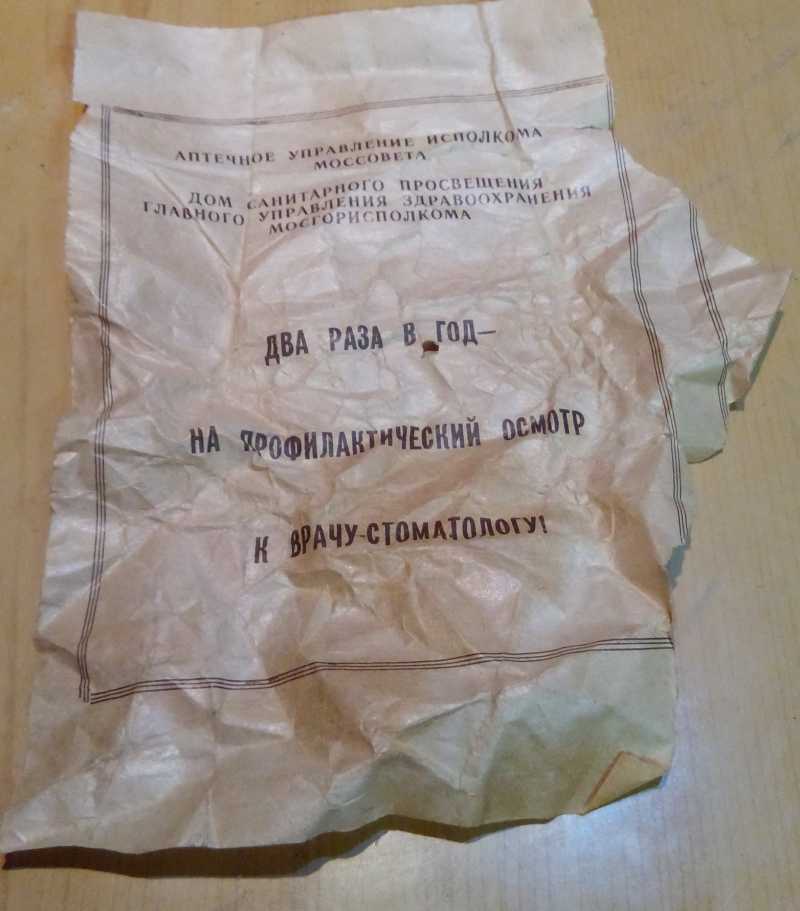 АПТЕЧНОЕ УПРАВЛЕНИЕ ИСПОЛКОМА
МОССОВЕТА
ДОМ САНИТАРНОГО ПРОСВЕЩЕНИЯ
ГЛАВНОГО УПРАВЛЕНИЯ ЗДРАВООХРАНЕНИЯ
МОСГОРИСПОЛКОМА
ДВА РАЗА В ГОД—
НА ПРОФИЛАКТИЧЕСКИЙ ОСМОТР
К ВРАЧУ-СТОМАТОЛОГУ!